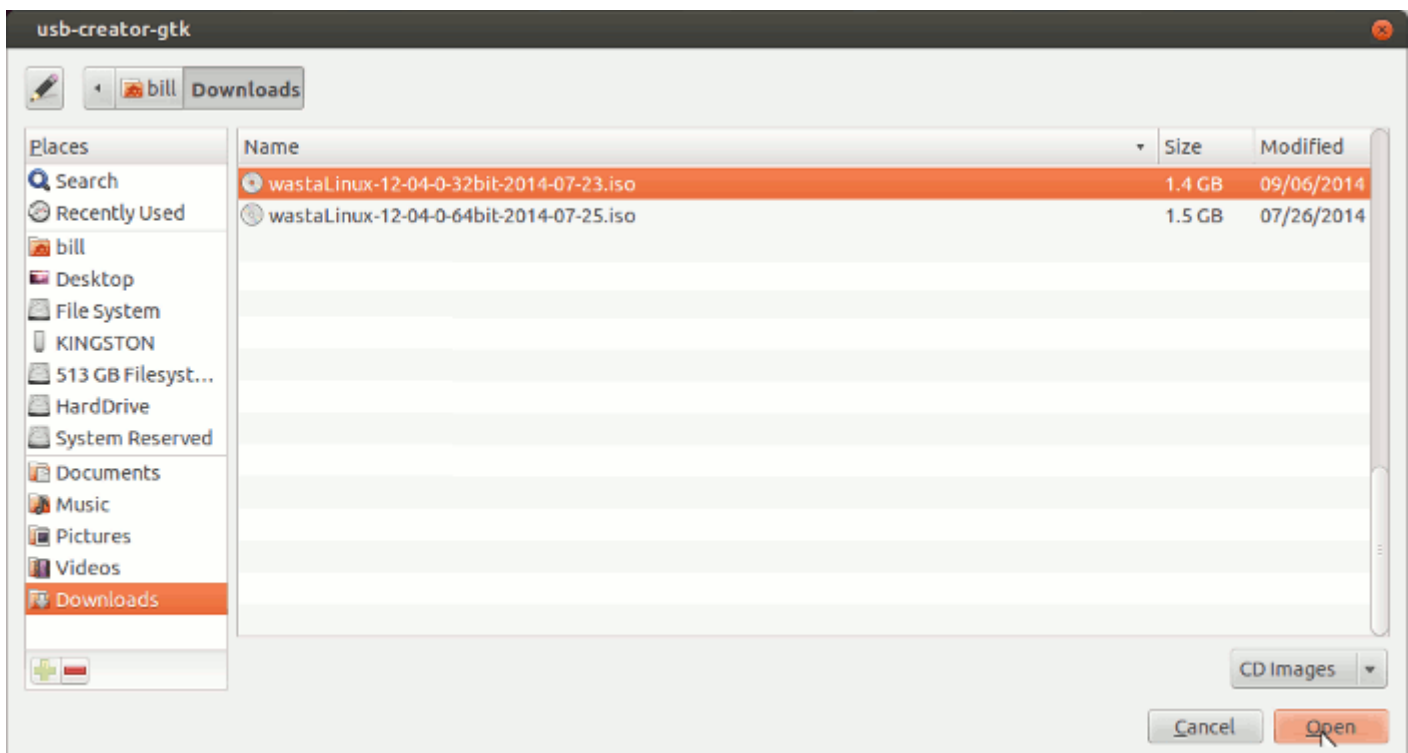 usb-creator-gtk
bill Downloads
Places Name Size Modified
Search wastaLinux-12-04-0-32bit-2014-07-23.iso 1.4 GB 09/06/2014
Recently Used wastaLinux-12-04-0-64bit-2014-07-25.iso 1.5 GB 07/26/2014
bill
Desktop
File System
KINGSTON
513 GB Filesyst...
HardDrive
System Reserved
Documents
Music
Pictures
Videos
Downloads
CD Images
Cancel Open